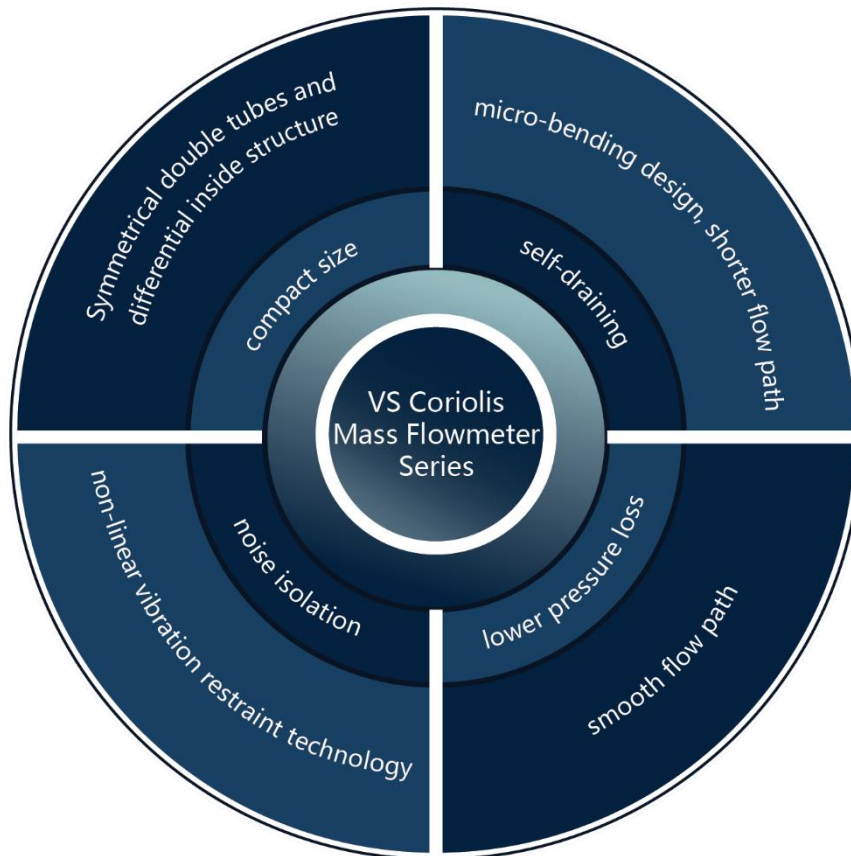 Symmetrical double tubes and
differential inside structure
compact size
micro-bending design, shorter flow path
self-draining
VS Coriolis
Mass Flowmeter
Series
noise isolation
non-linear vibration restraint technology
lower pressure loss
smooth flow path